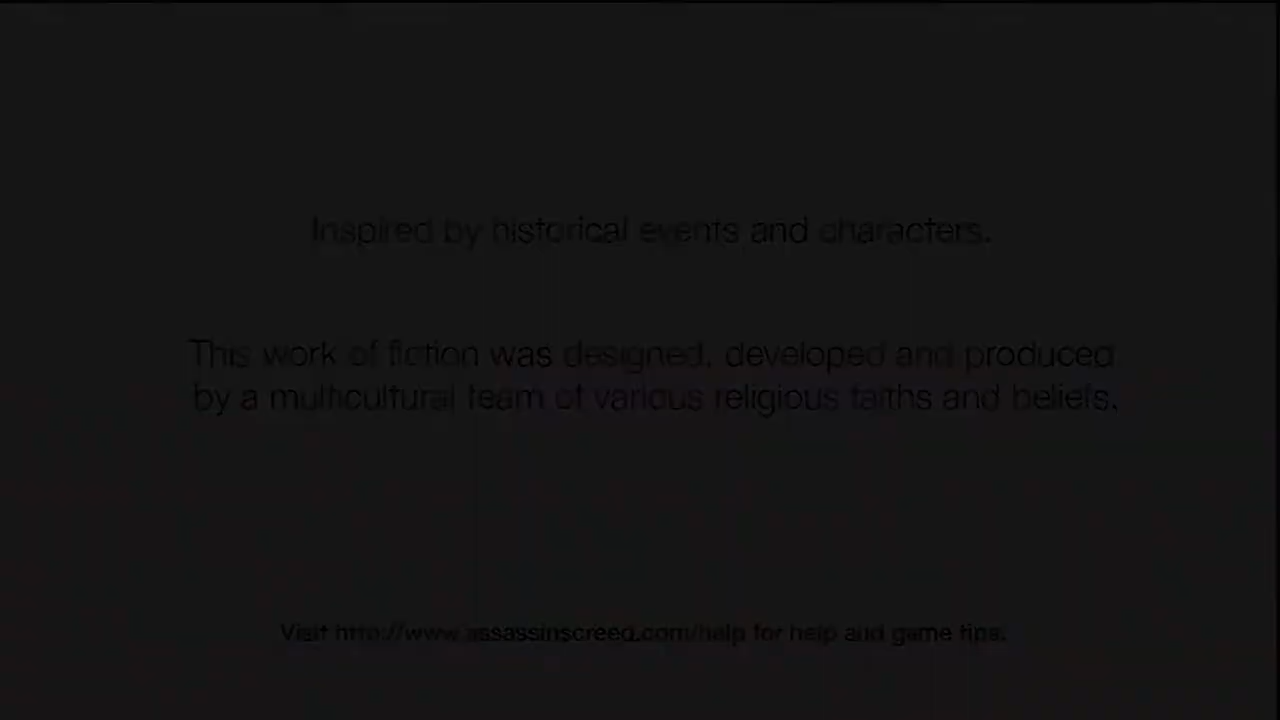 Inspired by historical events and characters.
This work of fiction was designed, developed and produced
by a multicultural team of various religious faiths and beliefs.
Visit http://www.assassinscreed.com/help for help and game tips.